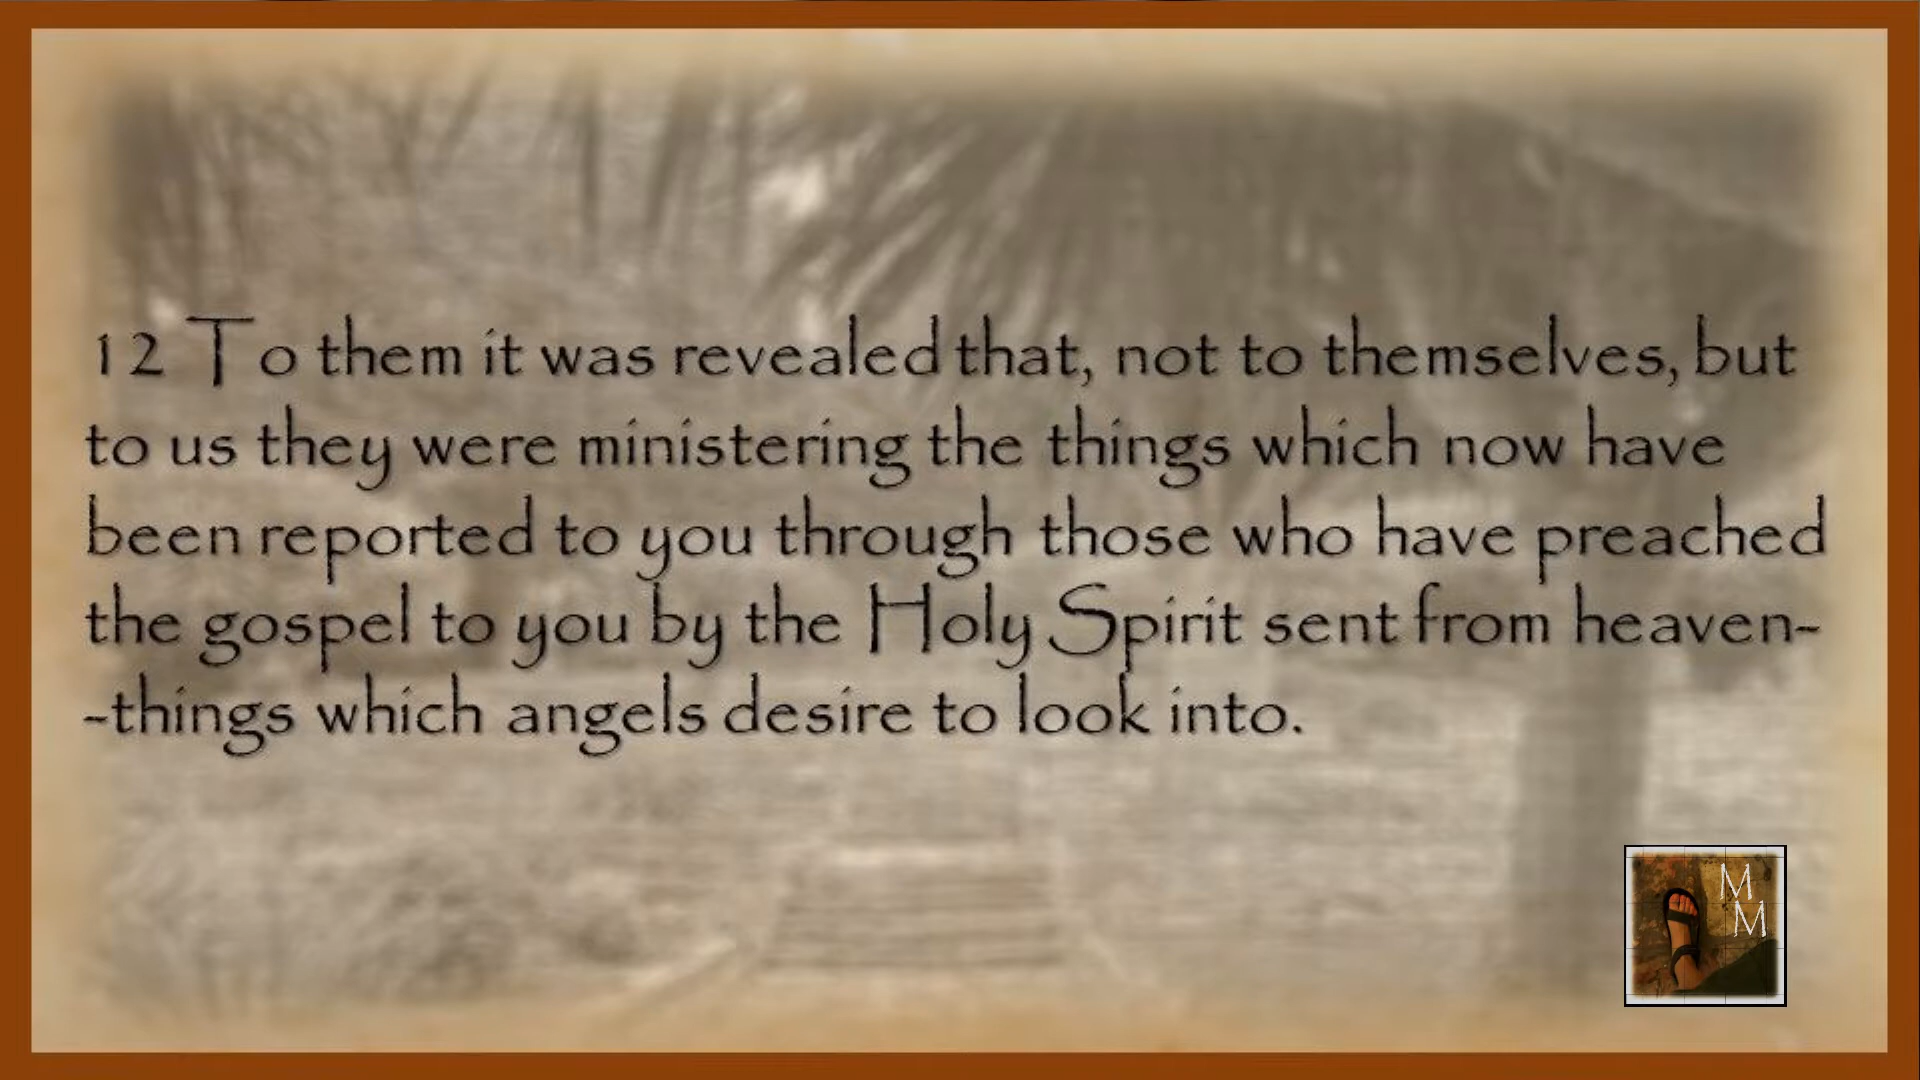 12 To them it was revealed that, not to themselves, but
to us they were ministering the things which now have
been reported to you through those who have preached
the gospel to you by the Holy Spirit sent from heaven-
-things which angels desire to look into.
M
M